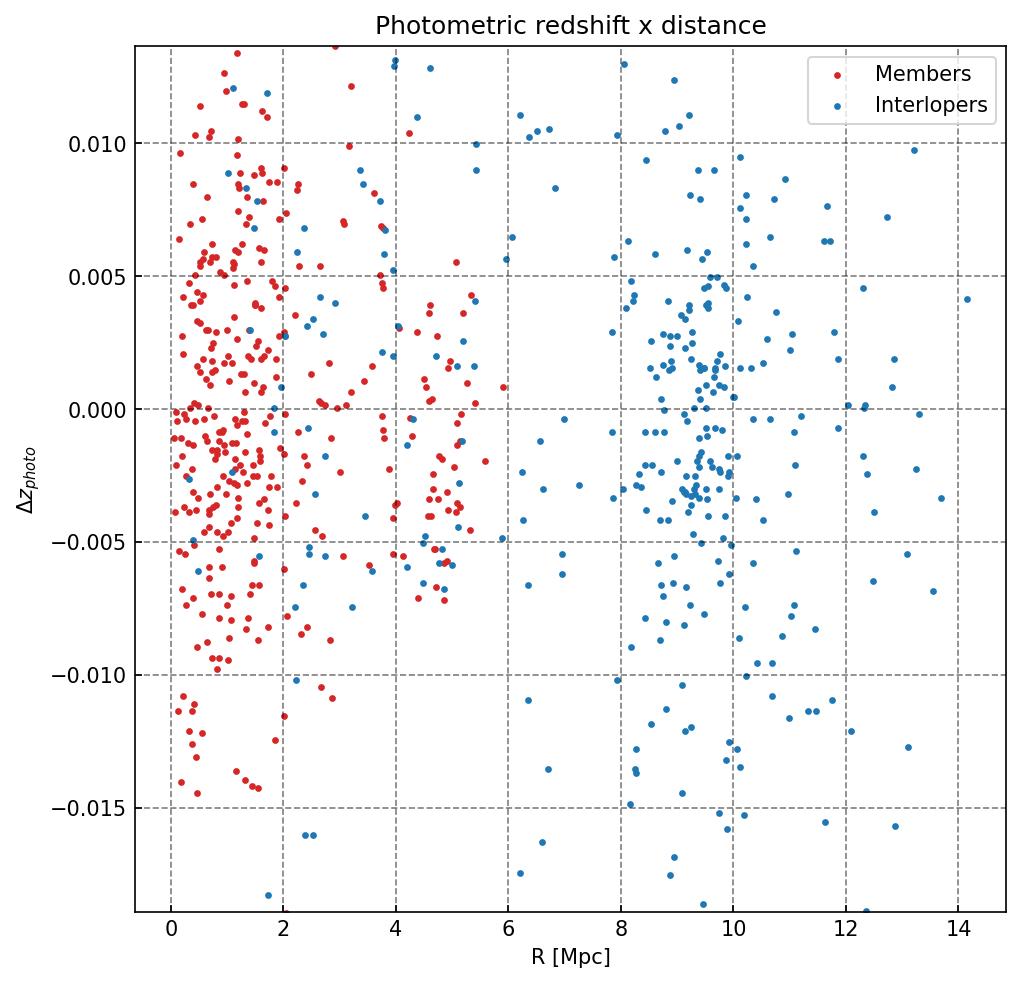 Photometric redshift x distance
Members
Interlopers
0.010
0.005
0.000
−0.005
−0.010
−0.015
Δz_photo
0 2 4 6 8 10 12 14
R [Mpc]